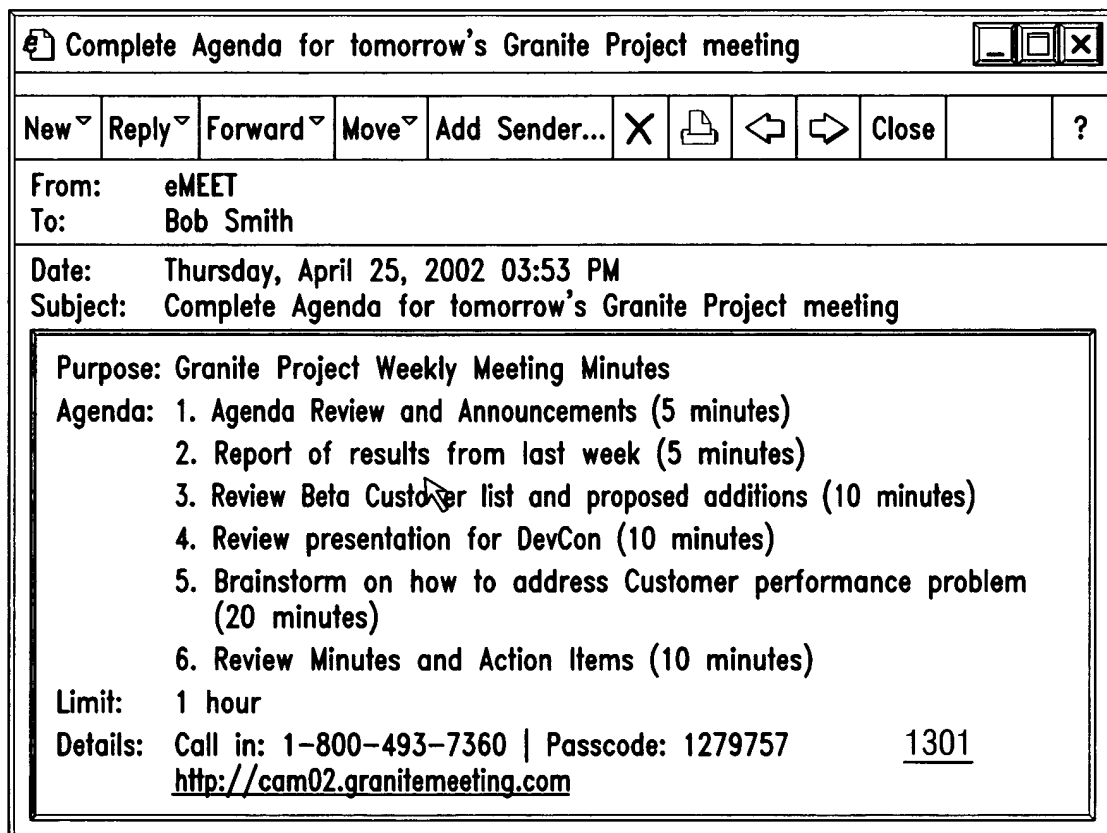 Complete Agenda for tomorrow's Granite Project meeting
New Reply Forward Move Add Sender... Close ?
From: eMEET
To: Bob Smith
Date: Thursday, April 25, 2002 03:53 PM
Subject: Complete Agenda for tomorrow's Granite Project meeting
Purpose: Granite Project Weekly Meeting Minutes
Agenda: 1. Agenda Review and Announcements (5 minutes)
2. Report of results from last week (5 minutes)
3. Review Beta Customer list and proposed additions (10 minutes)
4. Review presentation for DevCon (10 minutes)
5. Brainstorm on how to address Customer performance problem
(20 minutes)
6. Review Minutes and Action Items (10 minutes)
Limit: 1 hour
Details: Call in: 1-800-493-7360 | Passcode: 1279757 1301
http://cam02.granitemeeting.com